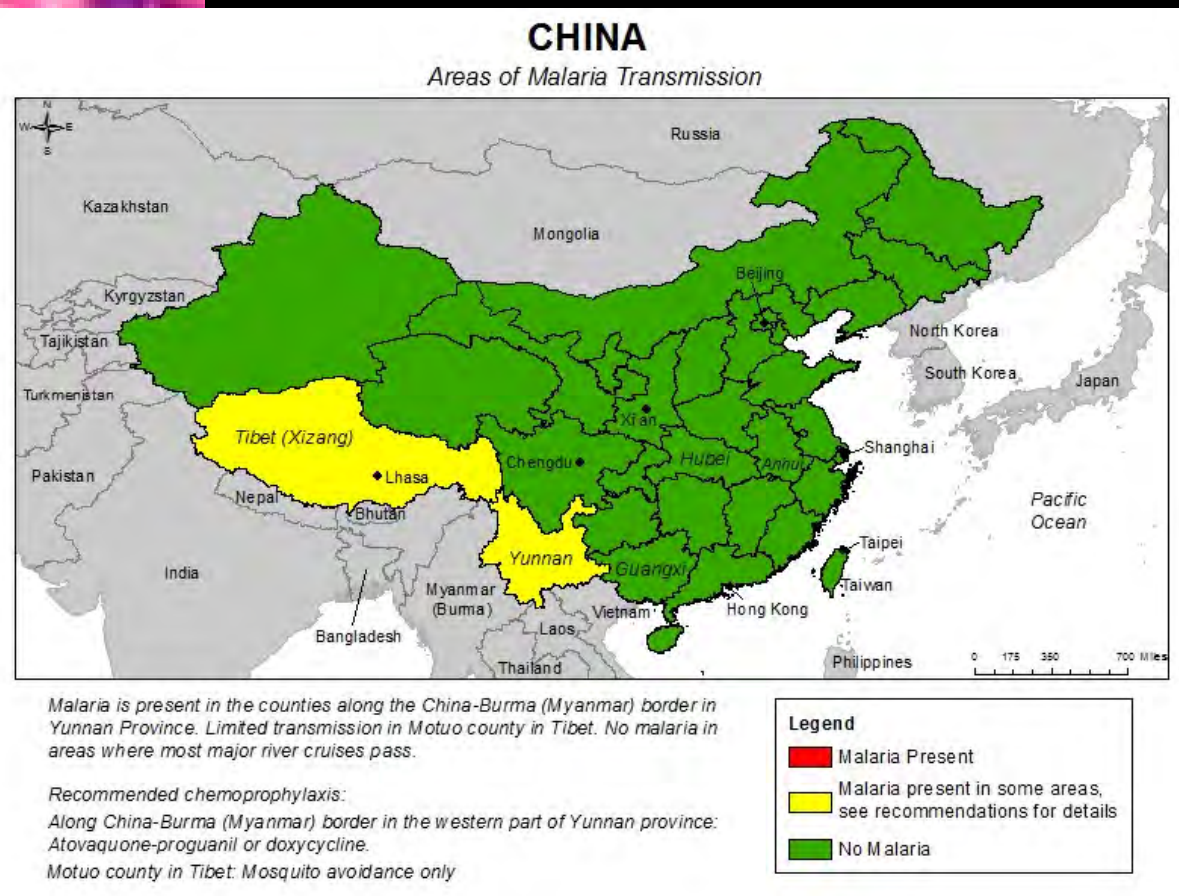 CHINA
Areas of Malaria Transmission
N
W E
S
Russia
Kazakhstan
Mongolia
Beijing
Kyrgyzstan
Tajikistan
North Korea
South Korea
Japan
Turkmenistan
Xi'an
Tibet (Xizang)
Shanghai
Hubei
Anhui
Chengdu
Pakistan
Lhasa
Nepal
Bhutan
Pacific
Ocean
Taipei
Yunnan
Guangxi
India
Taiwan
Myanmar
(Burma)
Vietnam
Hong Kong
Laos
Bangladesh
Thailand
Philippines
0 175 350 700 Miles
Malaria is present in the counties along the China-Burma (Myanmar) border in
Yunnan Province. Limited transmission in Motuo county in Tibet. No malaria in
areas where most major river cruises pass.
Recommended chemoprophylaxis:
Along China-Burma (Myanmar) border in the western part of Yunnan province:
Atovaquone-proguanil or doxycycline.
Motuo county in Tibet: Mosquito avoidance only
Legend
Malaria Present
Malaria present in some areas,
see recommendations for details
No Malaria